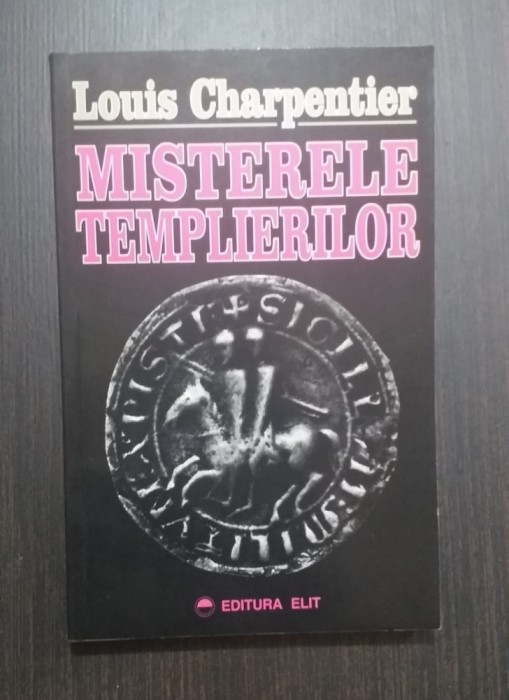 Louis Charpentier
MISTERELE
TEMPLIERILOR
EDITURA ELIT